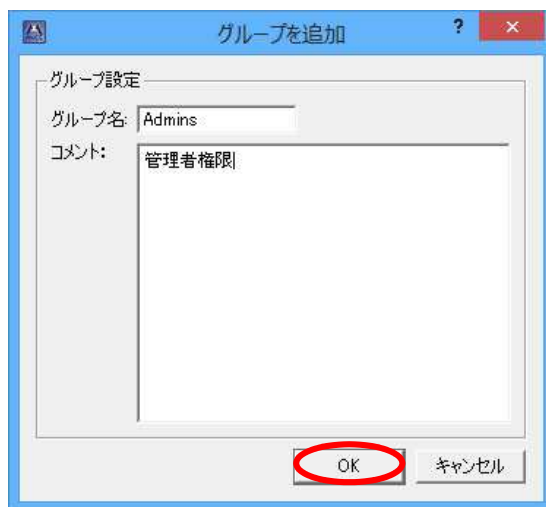 グループを追加
?
×
グループ設定
グループ名: Admins
コメント:
管理者権限
OK
キャンセル